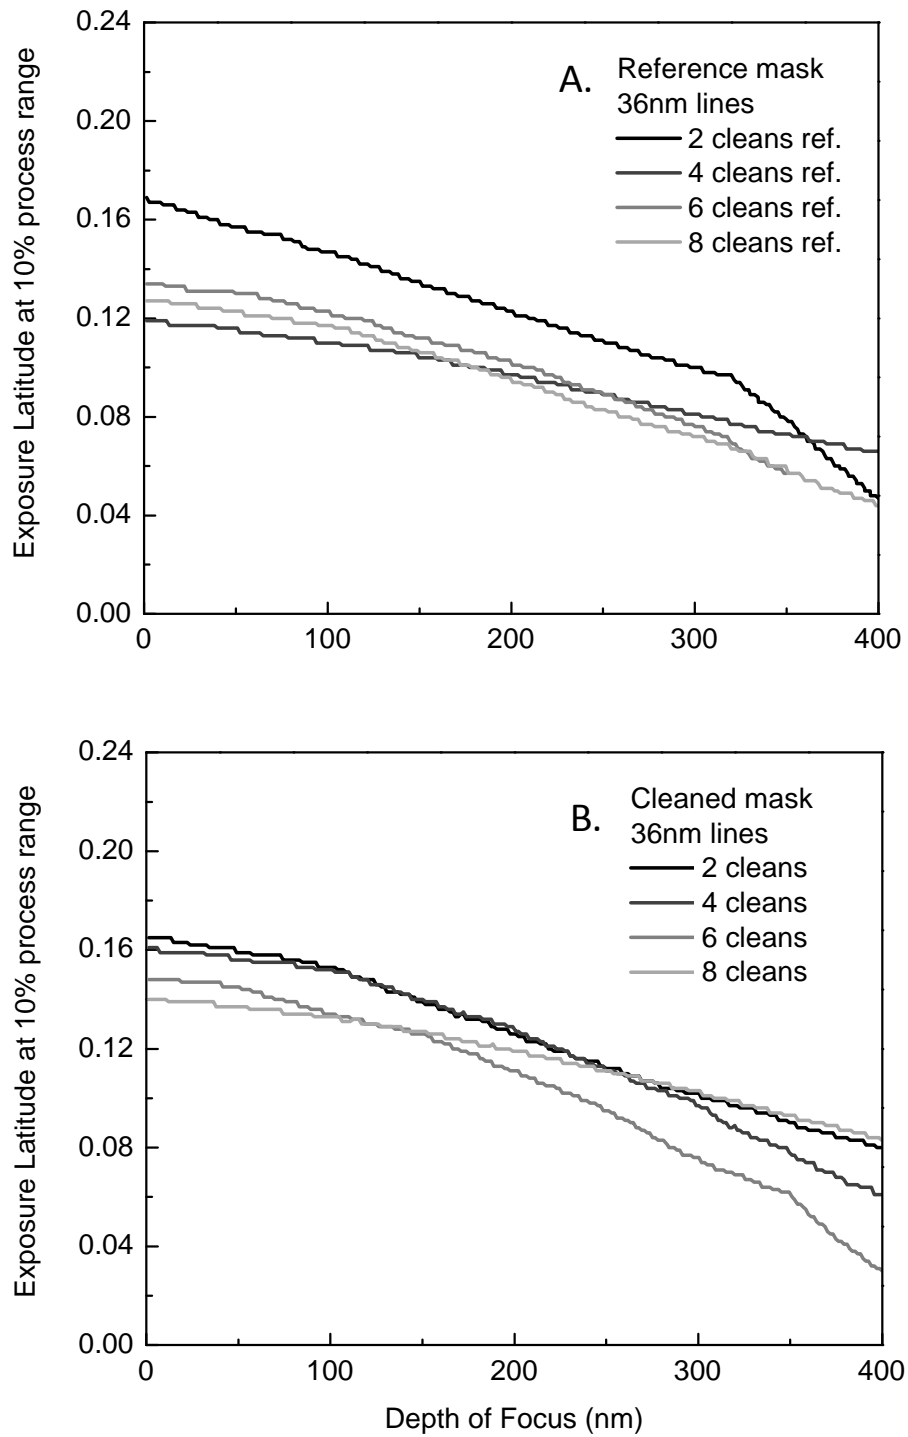 0.24
0.20
0.16
0.12
0.08
0.04
0.00
Exposure Latitude at 10% process range
A.
Reference mask
36nm lines
2 cleans ref.
4 cleans ref.
6 cleans ref.
8 cleans ref.
0 100 200 300 400
0.24
0.20
0.16
0.12
0.08
0.04
0.00
Exposure Latitude at 10% process range
B.
Cleaned mask
36nm lines
2 cleans
4 cleans
6 cleans
8 cleans
0 100 200 300 400
Depth of Focus (nm)